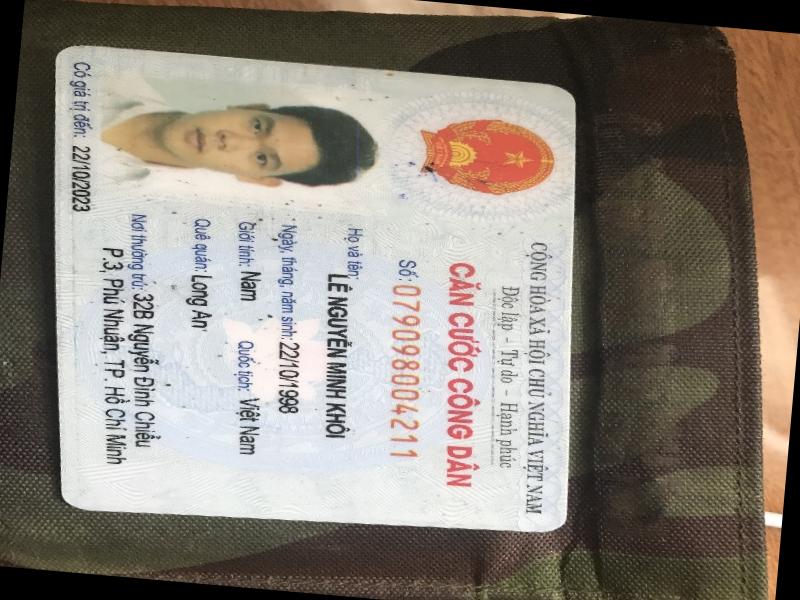 CỘNG HÒA XÃ HỘI CHỦ NGHĨA VIỆT NAM
Độc lập - Tự do - Hạnh phúc
CĂN CƯỚC CÔNG DÂN
Số: 079098004211
Họ và tên:
LÊ NGUYỄN MINH KHÔI
Ngày, tháng, năm sinh: 22/10/1998
Giới tính: Nam Quốc tịch: Việt Nam
Quê quán: Long An
Nơi thường trú: 32B Nguyễn Đình Chiểu
P.3, Phú Nhuận, TP. Hồ Chí Minh
Có giá trị đến: 22/10/2023